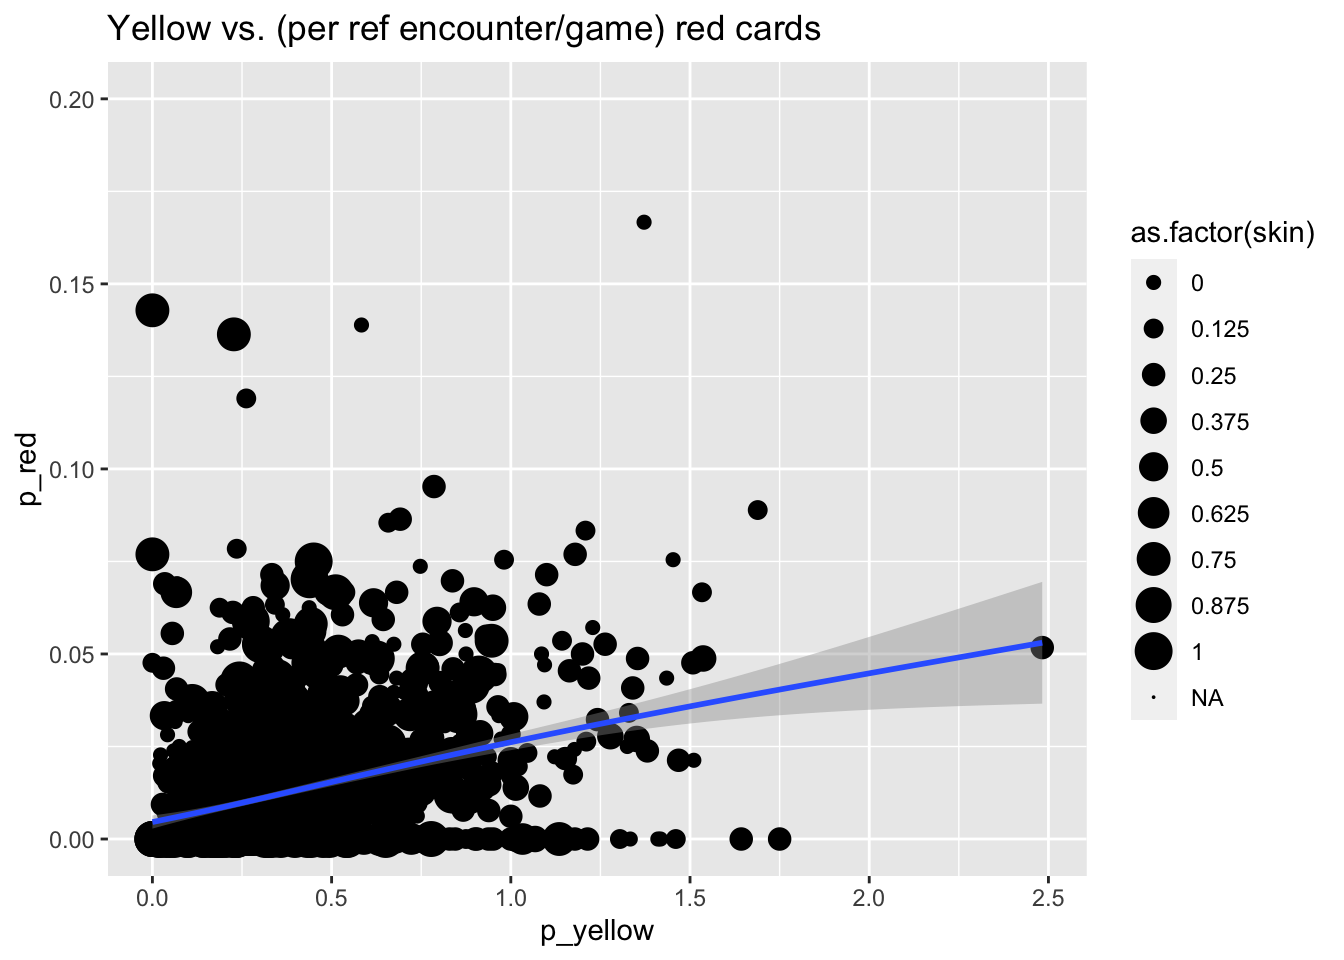 Yellow vs. (per ref encounter/game) red cards
p_red
0.20
0.15
0.10
0.05
0.00
0.0 0.5 1.0 1.5 2.0 2.5
p_yellow
as.factor(skin)
0
0.125
0.25
0.375
0.5
0.625
0.75
0.875
1
NA